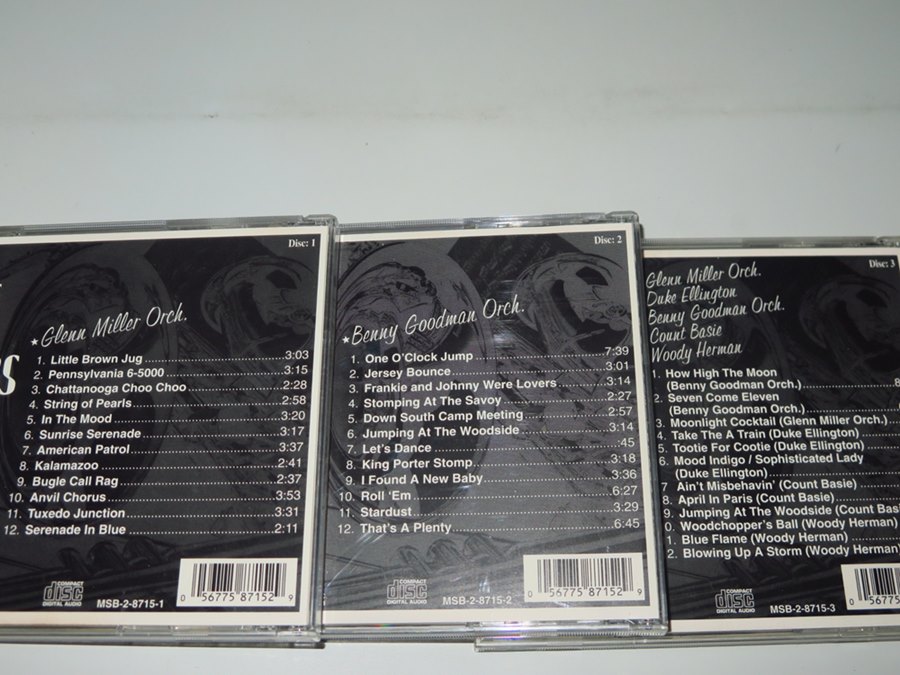 Disc: 1
RS
★Glenn Miller Orch.
1. Little Brown Jug 3:03
2. Pennsylvania 6-5000 3:15
3. Chattanooga Choo Choo 2:28
4. String of Pearls 2:58
5. In The Mood 3:20
6. Sunrise Serenade 3:17
7. American Patrol 3:37
8. Kalamazoo 2:41
9. Bugle Call Rag 2:37
10. Anvil Chorus 3:53
11. Tuxedo Junction 3:31
12. Serenade In Blue 2:11
COMPACT
disc
DIGITAL AUDIO
MSB-2-8715-1
0 56775 87152 9
Disc: 2
★Benny Goodman Orch.
1. One O'Clock Jump 7:39
2. Jersey Bounce 3:01
3. Frankie and Johnny Were Lovers 3:14
4. Stomping At The Savoy 2:27
5. Down South Camp Meeting 2:57
6. Jumping At The Woodside 3:14
7. Let's Dance :45
8. King Porter Stomp 3:18
9. I Found A New Baby 3:36
10. Roll 'Em 6:27
11. Stardust 3:29
12. That's A Plenty 6:45
COMPACT
disc
DIGITAL AUDIO
MSB-2-8715-2
0 56775 87152 9
Disc: 3
Glenn Miller Orch.
Duke Ellington
Benny Goodman Orch.
Count Basie
Woody Herman
1. How High The Moon
(Benny Goodman Orch.) 8
2. Seven Come Eleven
(Benny Goodman Orch.)
3. Moonlight Cocktail (Glenn Miller Orch.)
4. Take The A Train (Duke Ellington)
5. Tootie For Cootie (Duke Ellington)
6. Mood Indigo / Sophisticated Lady
(Duke Ellington)
7 Ain't Misbehavin' (Count Basie)
8. April In Paris (Count Basie)
9. Jumping At The Woodside (Count Bas
0. Woodchopper's Ball (Woody Herman)
1. Blue Flame (Woody Herman)
2. Blowing Up A Storm (Woody Herman
COMPACT
disc
DIGITAL AUDIO
MSB-2-8715-3
0 56775